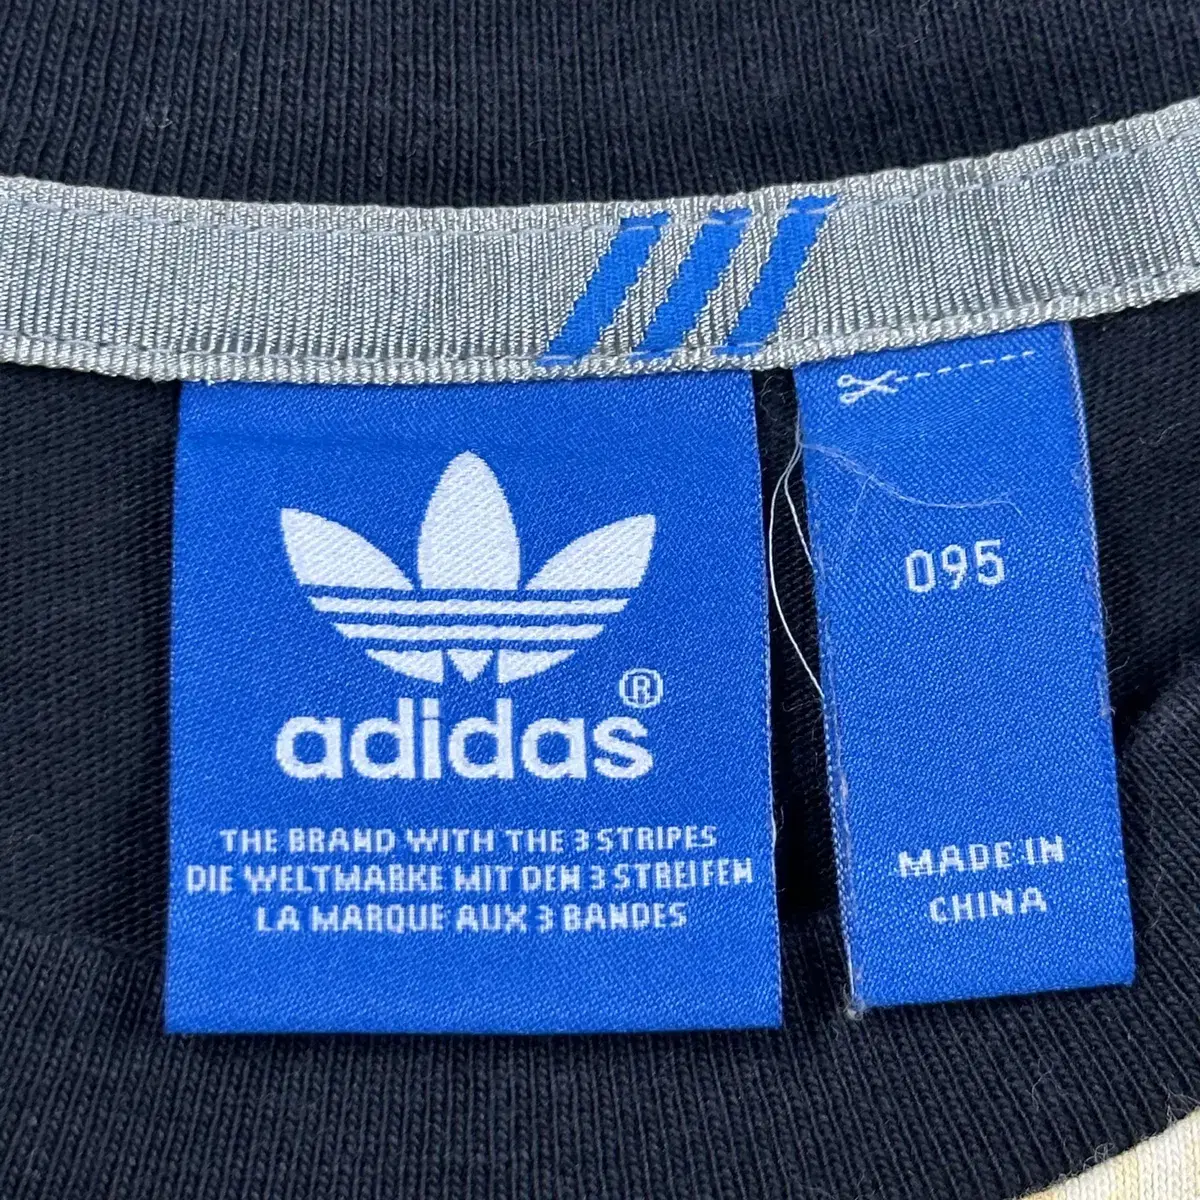 adidas®
THE BRAND WITH THE 3 STRIPES
DIE WELTMARKE MIT DEN 3 STREIFEN
LA MARQUE AUX 3 BANDES
095
MADE IN
CHINA